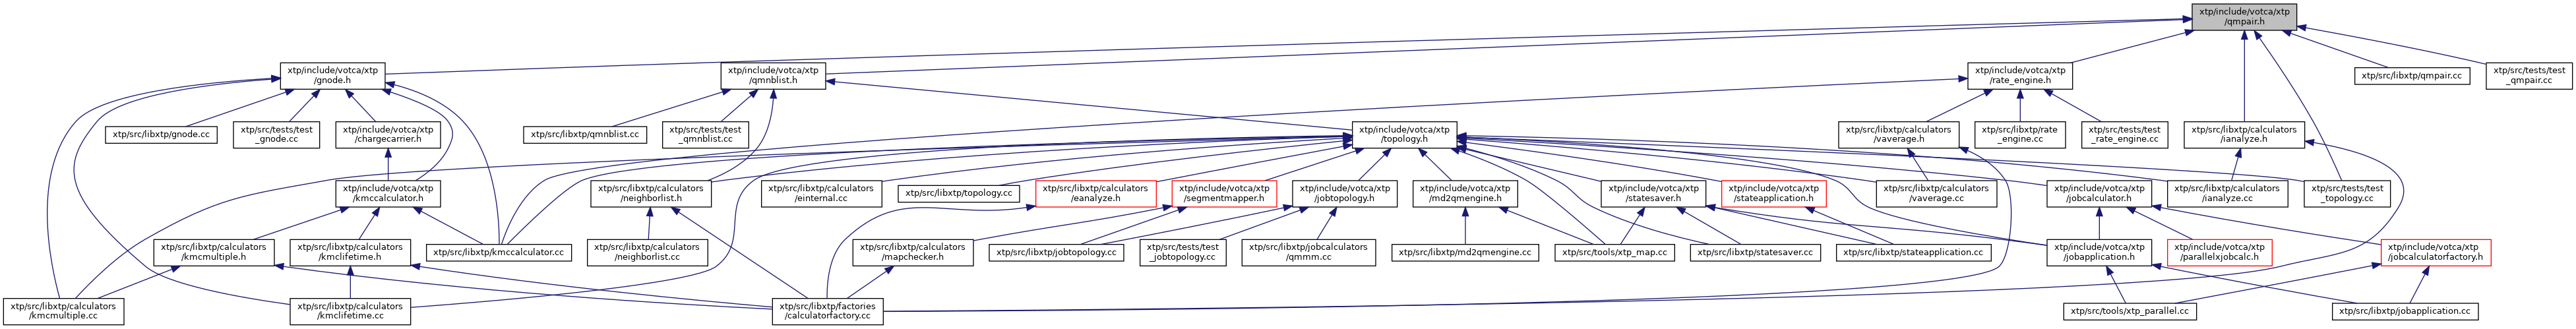 xtp/include/votca/xtp
/qmpair.h
xtp/include/votca/xtp
/gnode.h
xtp/include/votca/xtp
/qmnblist.h
xtp/include/votca/xtp
/rate_engine.h
xtp/src/libxtp/qmpair.cc
xtp/src/tests/test
_qmpair.cc
xtp/src/libxtp/gnode.cc
xtp/src/tests/test
_gnode.cc
xtp/include/votca/xtp
/chargecarrier.h
xtp/src/libxtp/qmnblist.cc
xtp/src/tests/test
_qmnblist.cc
xtp/include/votca/xtp
/topology.h
xtp/src/libxtp/calculators
/vaverage.h
xtp/src/libxtp/rate
_engine.cc
xtp/src/tests/test
_rate_engine.cc
xtp/src/libxtp/calculators
/ianalyze.h
xtp/include/votca/xtp
/kmccalculator.h
xtp/src/libxtp/calculators
/neighborlist.h
xtp/src/libxtp/calculators
/einternal.cc
xtp/src/libxtp/topology.cc
xtp/src/libxtp/calculators
/eanalyze.h
xtp/include/votca/xtp
/segmentmapper.h
xtp/include/votca/xtp
/jobtopology.h
xtp/include/votca/xtp
/md2qmengine.h
xtp/include/votca/xtp
/statesaver.h
xtp/include/votca/xtp
/stateapplication.h
xtp/src/libxtp/calculators
/vaverage.cc
xtp/include/votca/xtp
/jobcalculator.h
xtp/src/libxtp/calculators
/ianalyze.cc
xtp/src/tests/test
_topology.cc
xtp/src/libxtp/calculators
/kmcmultiple.h
xtp/src/libxtp/calculators
/kmclifetime.h
xtp/src/libxtp/kmccalculator.cc
xtp/src/libxtp/calculators
/neighborlist.cc
xtp/src/libxtp/calculators
/mapchecker.h
xtp/src/libxtp/jobtopology.cc
xtp/src/tests/test
_jobtopology.cc
xtp/src/libxtp/jobcalculators
/qmmm.cc
xtp/src/libxtp/md2qmengine.cc
xtp/src/tools/xtp_map.cc
xtp/src/libxtp/statesaver.cc
xtp/src/libxtp/stateapplication.cc
xtp/include/votca/xtp
/jobapplication.h
xtp/include/votca/xtp
/parallelxjobcalc.h
xtp/include/votca/xtp
/jobcalculatorfactory.h
xtp/src/libxtp/calculators
/kmcmultiple.cc
xtp/src/libxtp/calculators
/kmclifetime.cc
xtp/src/libxtp/factories
/calculatorfactory.cc
xtp/src/tools/xtp_parallel.cc
xtp/src/libxtp/jobapplication.cc